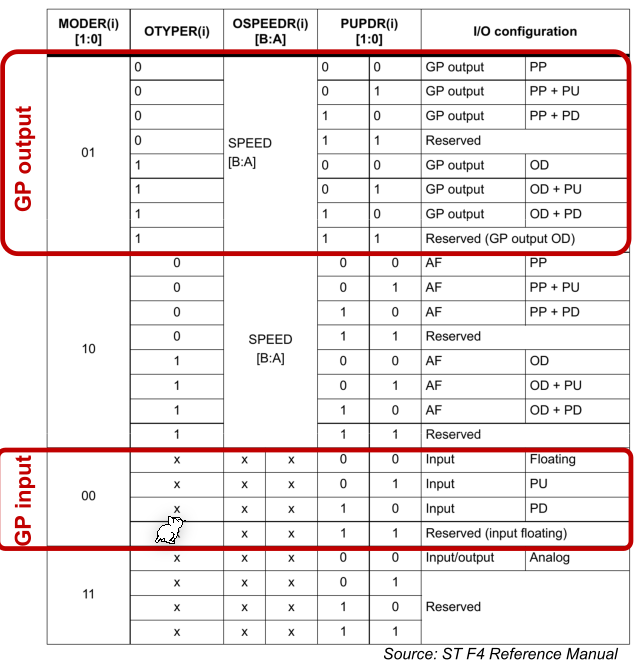 MODER(i) [1:0] OTYPER(i) OSPEEDR(i) [B:A] PUPDR(i) [1:0] I/O configuration
GP output
01
SPEED [B:A]
0 0 0 GP output PP
0 0 1 GP output PP + PU
0 1 0 GP output PP + PD
0 1 1 Reserved
1 0 0 GP output OD
1 0 1 GP output OD + PU
1 1 0 GP output OD + PD
1 1 1 Reserved (GP output OD)
10
SPEED [B:A]
0 0 0 AF PP
0 0 1 AF PP + PU
0 1 0 AF PP + PD
0 1 1 Reserved
1 0 0 AF OD
1 0 1 AF OD + PU
1 1 0 AF OD + PD
1 1 1 Reserved
GP input
00
x x x 0 0 Input Floating
x x x 0 1 Input PU
x x x 1 0 Input PD
x x x 1 1 Reserved (input floating)
11
x x x 0 0 Input/output Analog
x x x 0 1
x x x 1 0 Reserved
x x x 1 1
Source: ST F4 Reference Manual